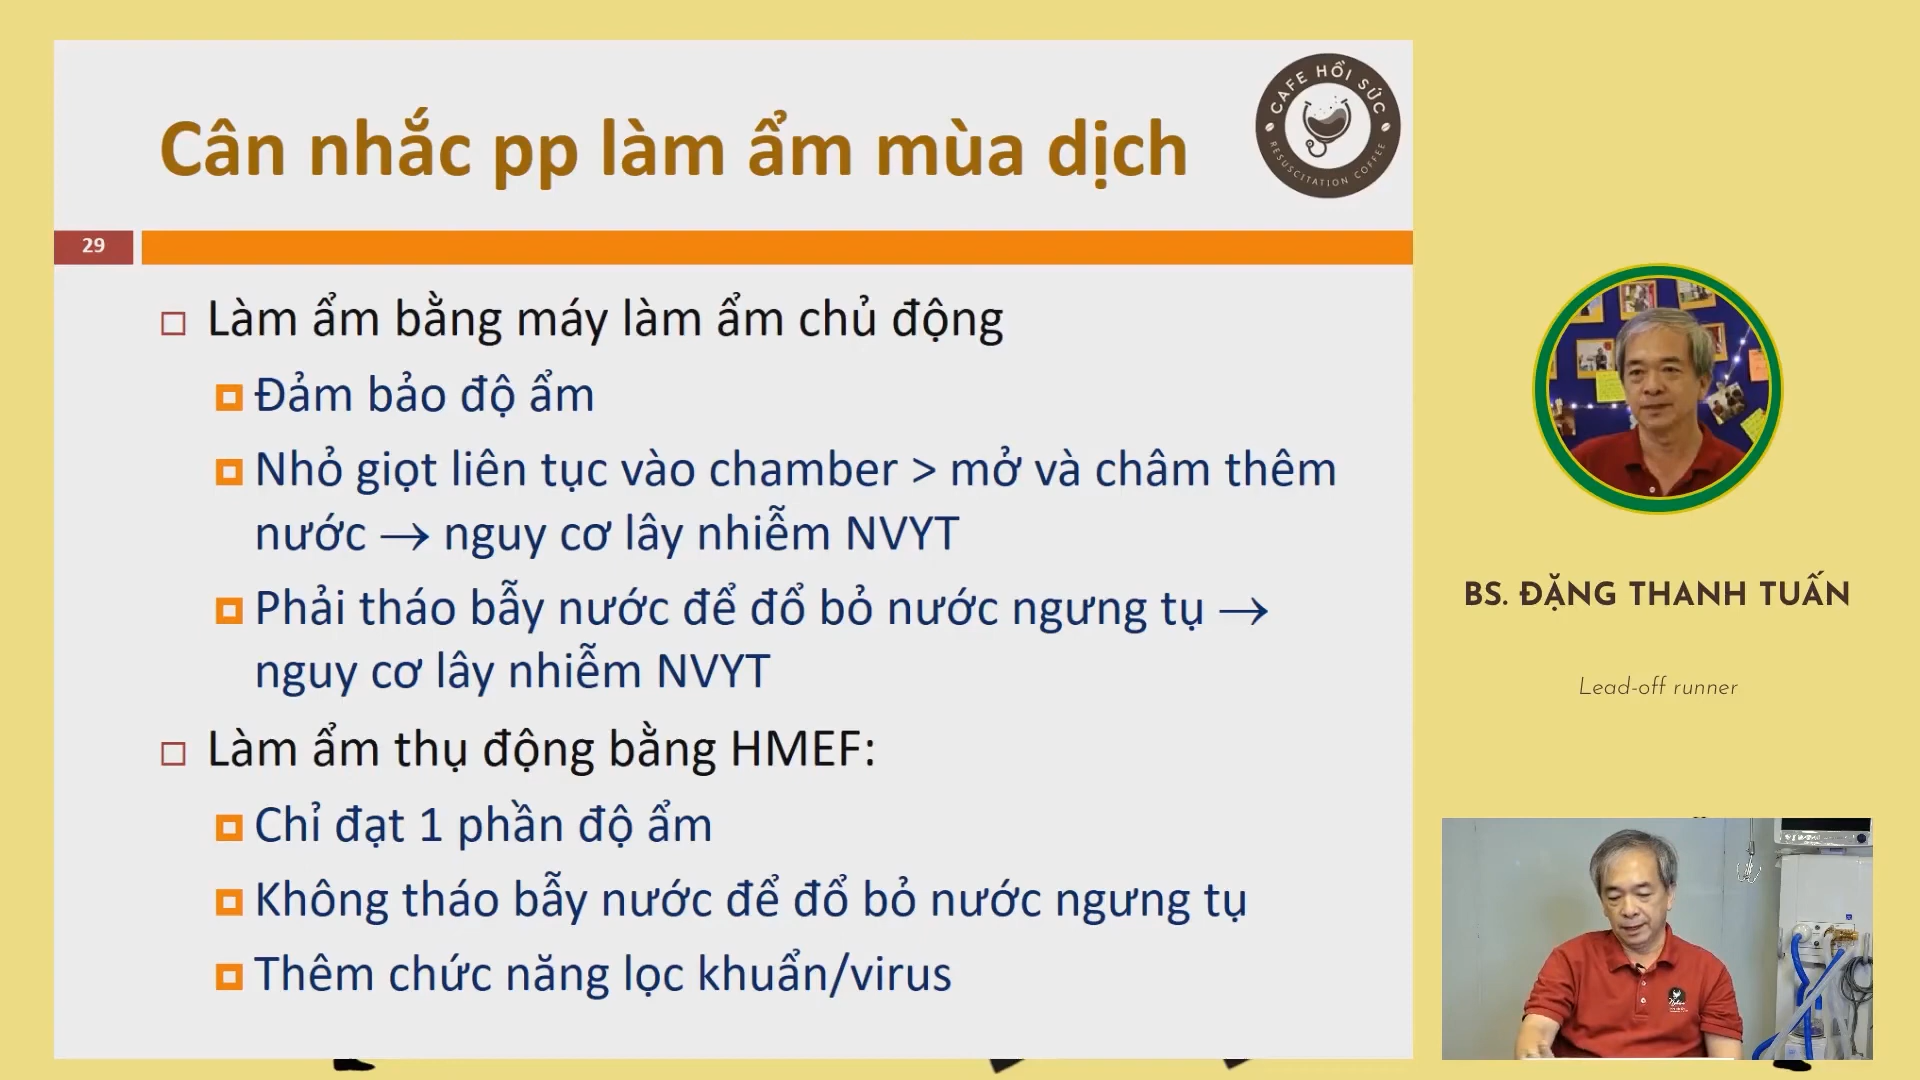 Cân nhắc pp làm ẩm mùa dịch
CAFE HỒI SỨC
RESUSCITATION COFFEE
29
Làm ẩm bằng máy làm ẩm chủ động
Đảm bảo độ ẩm
Nhỏ giọt liên tục vào chamber > mở và châm thêm
nước → nguy cơ lây nhiễm NVYT
Phải tháo bẫy nước để đổ bỏ nước ngưng tụ →
nguy cơ lây nhiễm NVYT
Làm ẩm thụ động bằng HMEF:
Chỉ đạt 1 phần độ ẩm
Không tháo bẫy nước để đổ bỏ nước ngưng tụ
Thêm chức năng lọc khuẩn/virus
BS. ĐẶNG THANH TUẤN
Lead-off runner